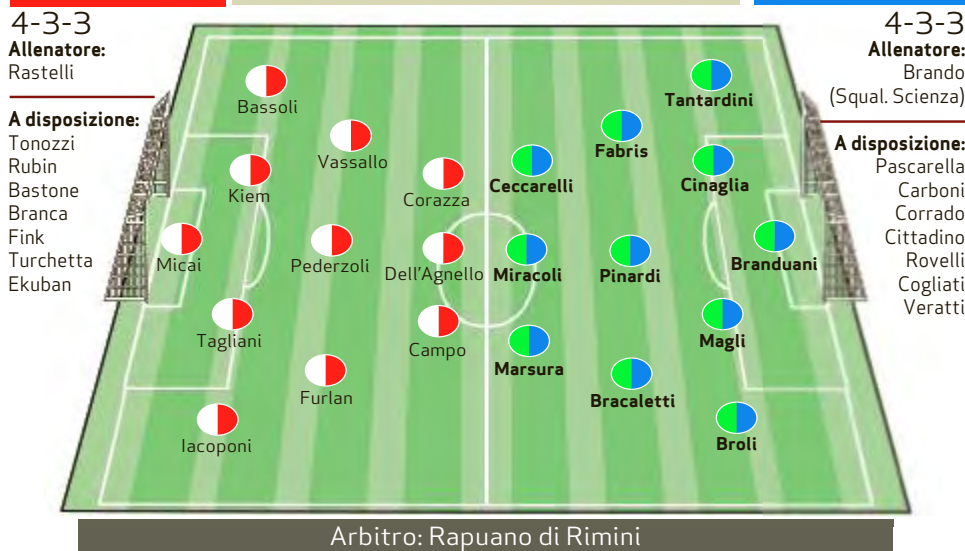 4-3-3
Allenatore:
Rastelli
A disposizione:
Tonozzi
Rubin
Bastone
Branca
Fink
Turchetta
Ekuban
Bassoli
Vassallo
Kiem
Corazza
Micai
Pederzoli
Dell'Agnello
Tagliani
Campo
Furlan
Iacoponi
Tantardini
Fabris
Ceccarelli
Cinaglia
Miracoli
Pinardi
Branduani
Magli
Marsura
Bracaletti
Broli
4-3-3
Allenatore:
Brando
(Squal. Scienza)
A disposizione:
Pascarella
Carboni
Corrado
Cittadino
Rovelli
Cogliati
Veratti
Arbitro: Rapuano di Rimini